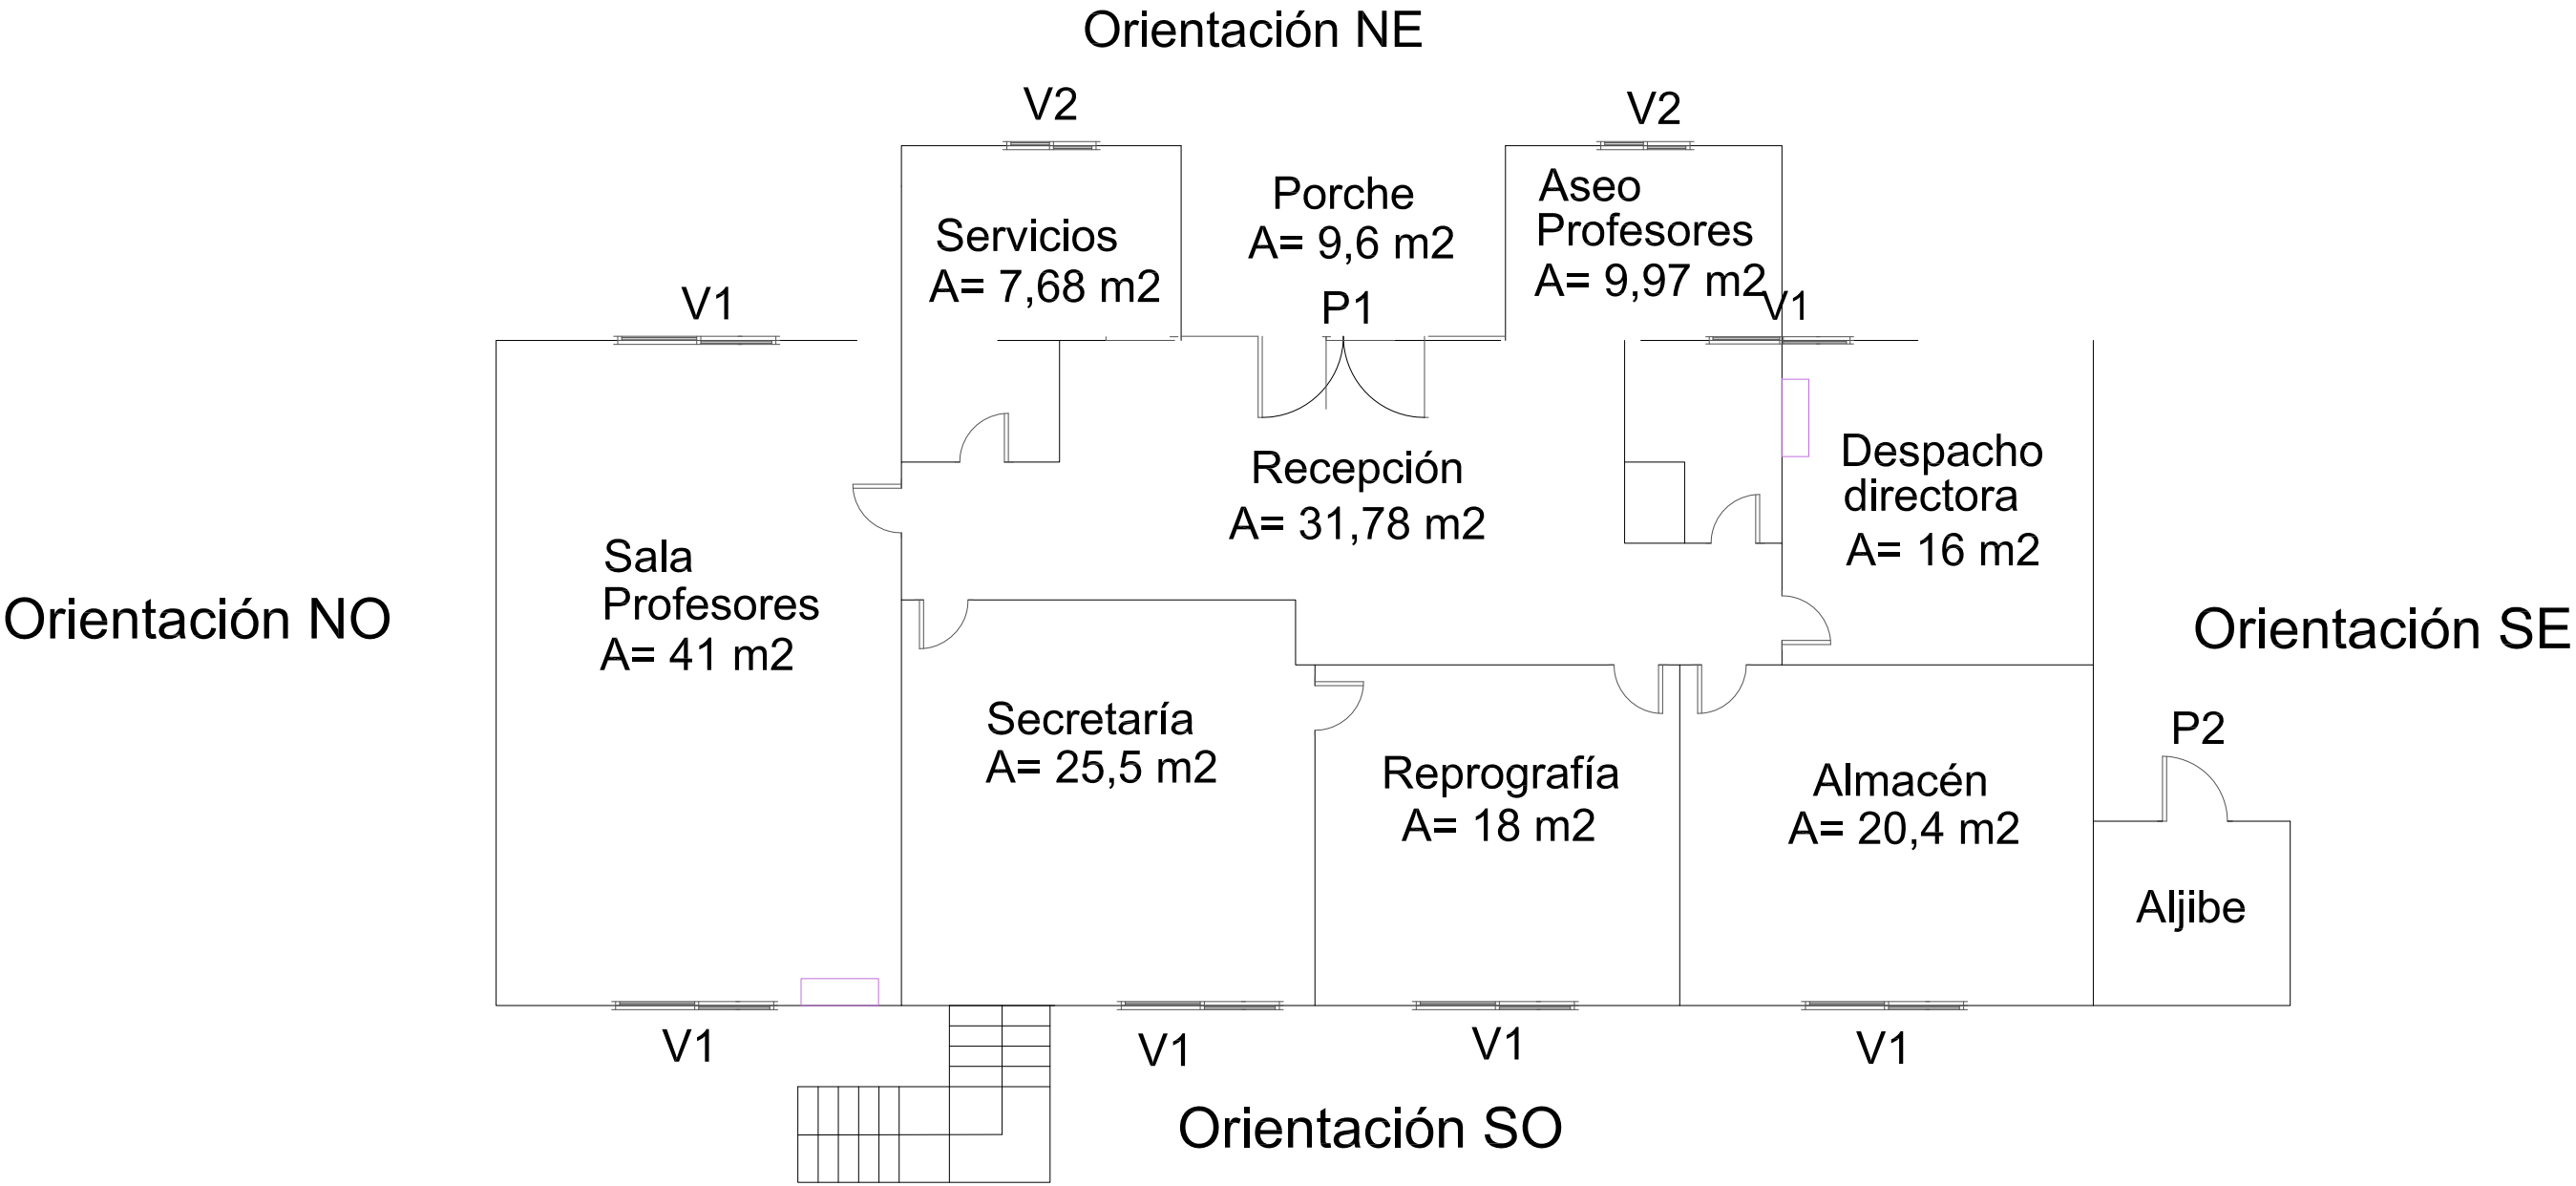 Orientación NE
V2
V2
Porche
A= 9,6 m2
Aseo
Profesores
A= 9,97 m2
Servicios
A= 7,68 m2
V1
P1
V1
Recepción
A= 31,78 m2
Despacho
directora
A= 16 m2
Sala
Profesores
A= 41 m2
Orientación NO
Orientación SE
Secretaría
A= 25,5 m2
Reprografía
A= 18 m2
Almacén
A= 20,4 m2
P2
Aljibe
V1
V1
V1
V1
Orientación SO